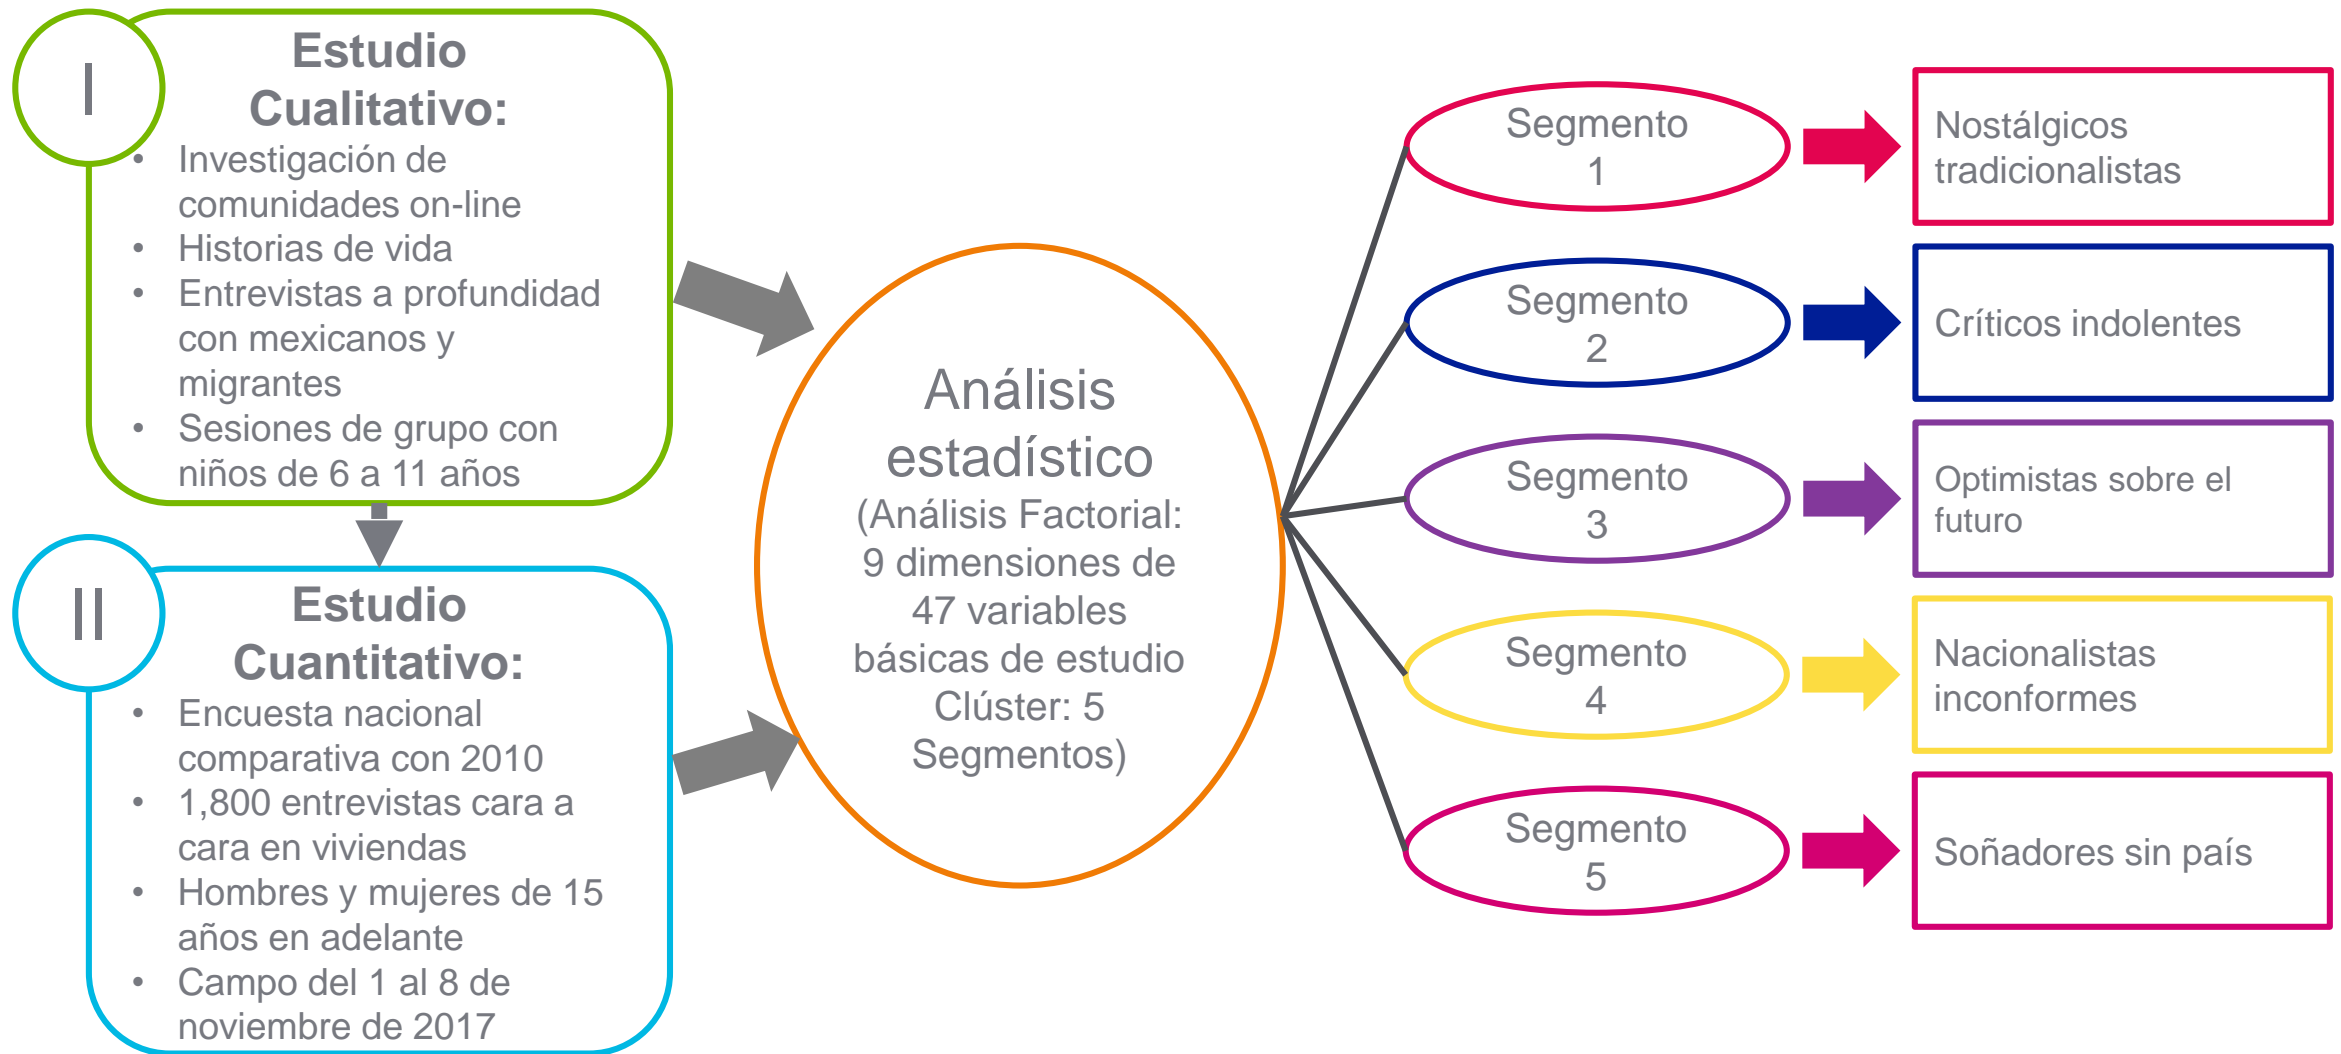 I
Estudio
Cualitativo:
• Investigación de
comunidades on-line
• Historias de vida
• Entrevistas a profundidad
con mexicanos y
migrantes
• Sesiones de grupo con
niños de 6 a 11 años
II
Estudio
Cuantitativo:
• Encuesta nacional
comparativa con 2010
• 1,800 entrevistas cara a
cara en viviendas
• Hombres y mujeres de 15
años en adelante
• Campo del 1 al 8 de
noviembre de 2017
Análisis
estadístico
(Análisis Factorial:
9 dimensiones de
47 variables
básicas de estudio
Clúster: 5
Segmentos)
Segmento
1
Nostálgicos
tradicionalistas
Segmento
2
Críticos indolentes
Segmento
3
Optimistas sobre el
futuro
Segmento
4
Nacionalistas
inconformes
Segmento
5
Soñadores sin país